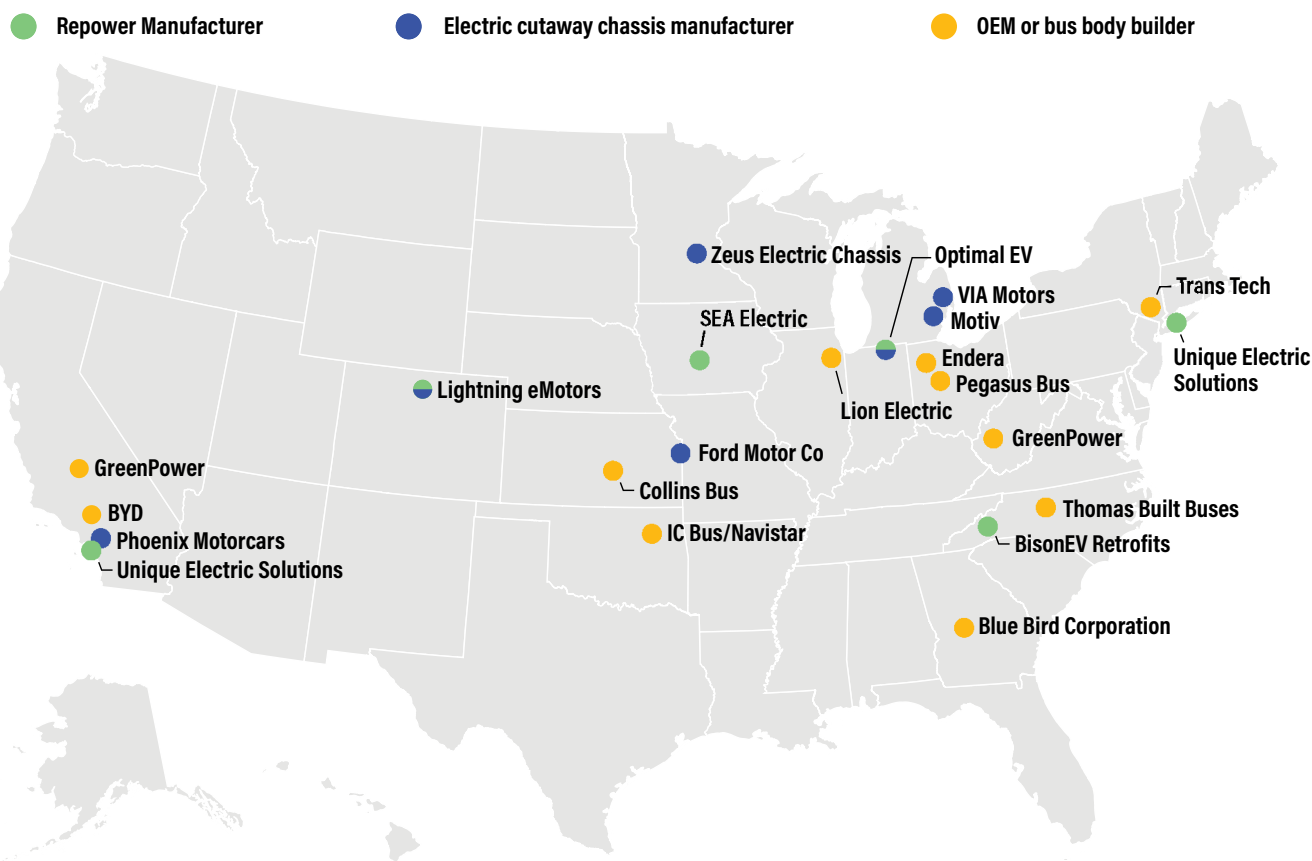 Repower Manufacturer
Electric cutaway chassis manufacturer
OEM or bus body builder
Zeus Electric Chassis
Optimal EV
VIA Motors
Motiv
Trans Tech
SEA Electric
Unique Electric
Solutions
Endera
Pegasus Bus
Lightning eMotors
Lion Electric
GreenPower
Ford Motor Co
GreenPower
Collins Bus
BYD
Thomas Built Buses
IC Bus/Navistar
Phoenix Motorcars
BisonEV Retrofits
Unique Electric Solutions
Blue Bird Corporation